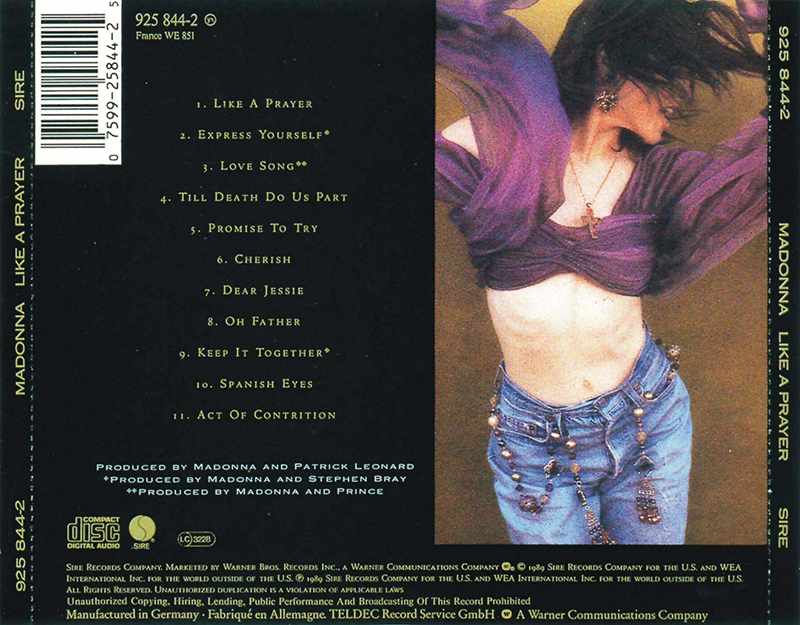 925 844-2
France WE 851
0 7599-25844-2 5
1. LIKE A PRAYER
2. EXPRESS YOURSELF*
3. LOVE SONG**
4. TILL DEATH DO US PART
5. PROMISE TO TRY
6. CHERISH
7. DEAR JESSIE
8. OH FATHER
9. KEEP IT TOGETHER*
10. SPANISH EYES
11. ACT OF CONTRITION
PRODUCED BY MADONNA AND PATRICK LEONARD
*PRODUCED BY MADONNA AND STEPHEN BRAY
**PRODUCED BY MADONNA AND PRINCE
COMPACT
disc
DIGITAL AUDIO
SIRE
LC 3228
SIRE RECORDS COMPANY. MARKETED BY WARNER BROS. RECORDS INC., A WARNER COMMUNICATIONS COMPANY © 1989 SIRE RECORDS COMPANY FOR THE U.S. AND WEA
INTERNATIONAL INC. FOR THE WORLD OUTSIDE OF THE U.S. ℗ 1989 SIRE RECORDS COMPANY FOR THE U.S. AND WEA INTERNATIONAL INC. FOR THE WORLD OUTSIDE OF THE U.S.
ALL RIGHTS RESERVED. UNAUTHORIZED DUPLICATION IS A VIOLATION OF APPLICABLE LAWS
Unauthorized Copying, Hiring, Lending, Public Performance And Broadcasting Of This Record Prohibited
Manufactured in Germany · Fabriqué en Allemagne. TELDEC Record Service GmbH A Warner Communications Company
925 844-2 MADONNA LIKE A PRAYER SIRE
925 844-2 MADONNA LIKE A PRAYER SIRE